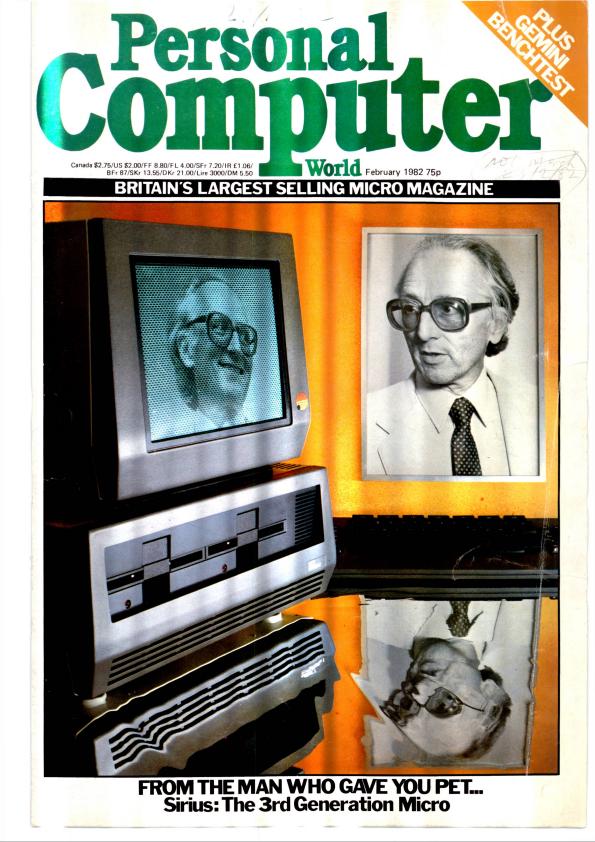 Personal
Computer
World
PLUS
GEMINI
BENCHTEST
Canada $2.75/US $2.00/FF 8.80/FL 4.00/SFr 7.20/IR £1.06/
BFr 87/SKr 13.55/DKr 21.00/Lire 3000/DM 5.50
February 1982 75p
BRITAIN'S LARGEST SELLING MICRO MAGAZINE
FROM THE MAN WHO GAVE YOU PET...
Sirius: The 3rd Generation Micro